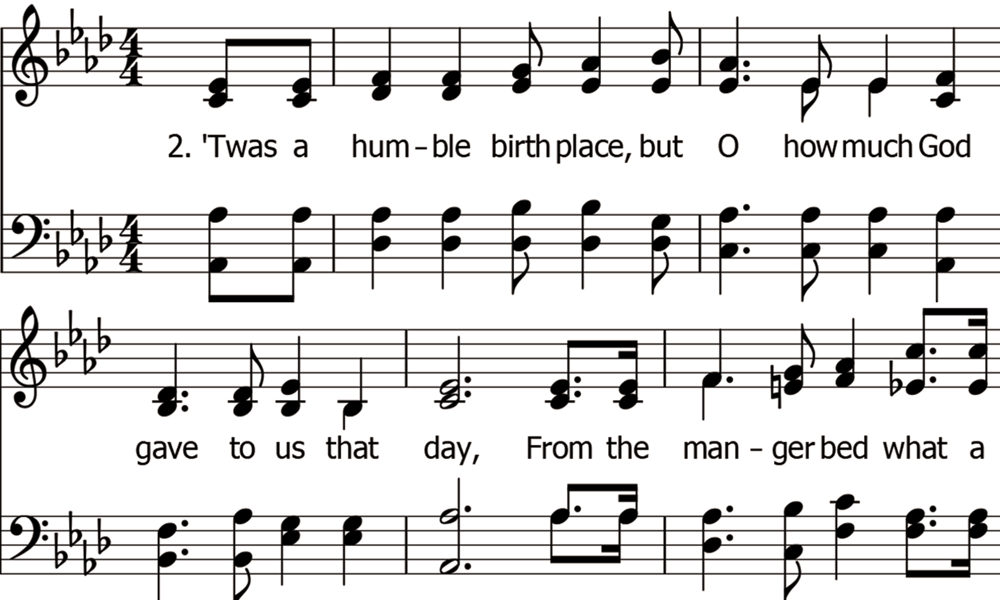 2. 'Twas a hum – ble birth place, but O how much God
gave to us that day, From the man – ger bed what a